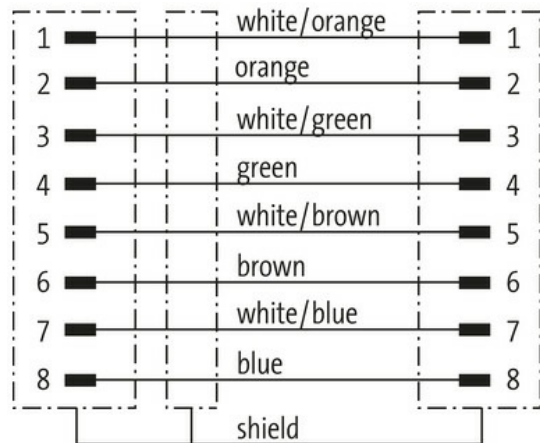 1 white/orange 1
2 orange 2
3 white/green 3
4 green 4
5 white/brown 5
6 brown 6
7 white/blue 7
8 blue 8
shield